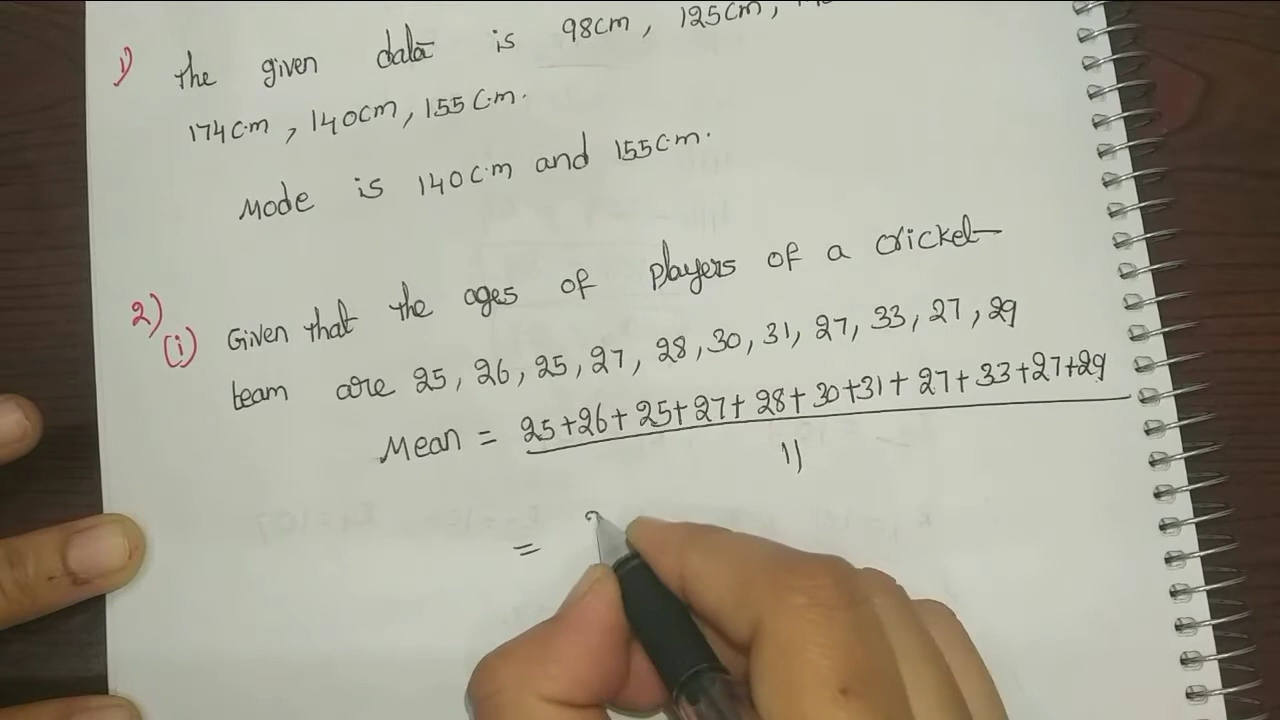 1) The given data is 98cm, 125cm,
174cm, 140cm, 155cm.
Mode is 140cm and 155cm.
2)
(i) Given that the ages of players of a cricket
team are 25, 26, 25, 27, 28, 30, 31, 27, 33, 27, 29
Mean = 25+26+25+27+28+30+31+27+33+27+29
11
=